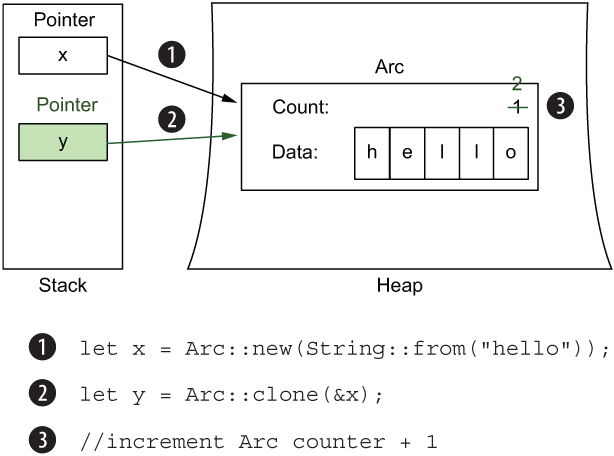 Pointer
x
Pointer
y
Stack
1
2
Arc
Count: 2 1
3
Data: h e l l o
Heap
1 let x = Arc::new(String::from("hello"));
2 let y = Arc::clone(&x);
3 //increment Arc counter + 1